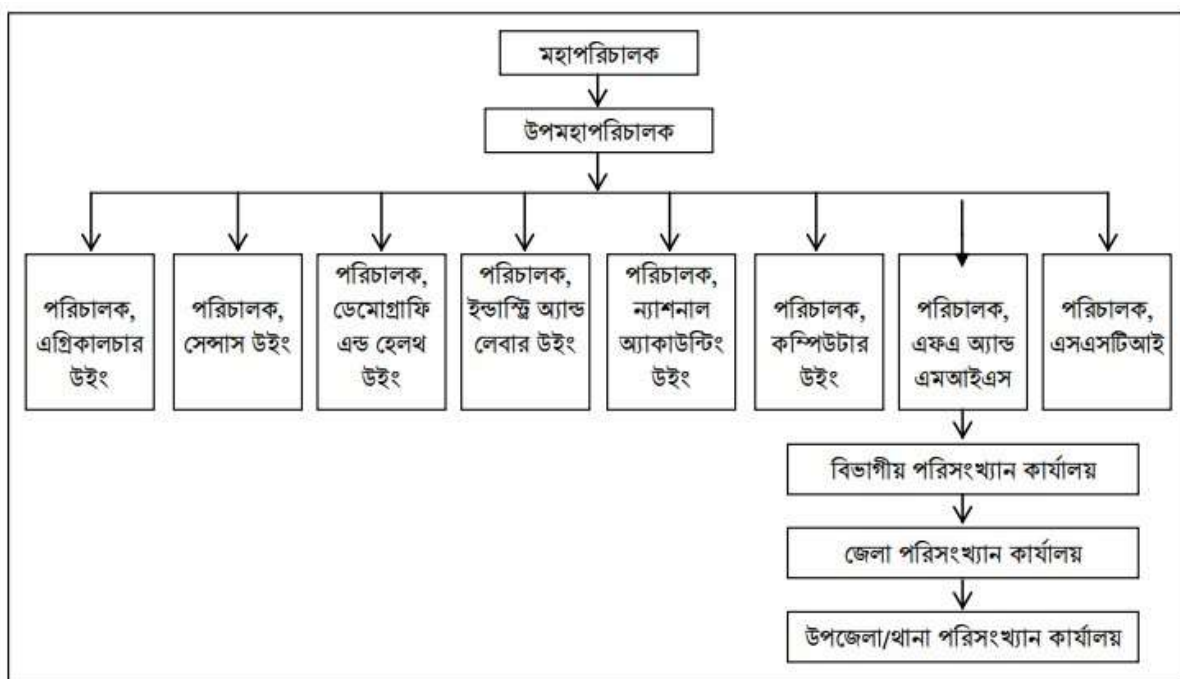 মহাপরিচালক
উপমহাপরিচালক
পরিচালক,
এগ্রিকালচার
উইং
পরিচালক,
সেন্সাস উইং
পরিচালক,
ডেমোগ্রাফি
এন্ড হেলথ
উইং
পরিচালক,
ইন্ডাস্ট্রি অ্যান্ড
লেবার উইং
পরিচালক,
ন্যাশনাল
অ্যাকাউন্টিং
উইং
পরিচালক,
কম্পিউটার
উইং
পরিচালক,
এফএ অ্যান্ড
এমআইএস
পরিচালক,
এসএসটিআই
বিভাগীয় পরিসংখ্যান কার্যালয়
জেলা পরিসংখ্যান কার্যালয়
উপজেলা/থানা পরিসংখ্যান কার্যালয়